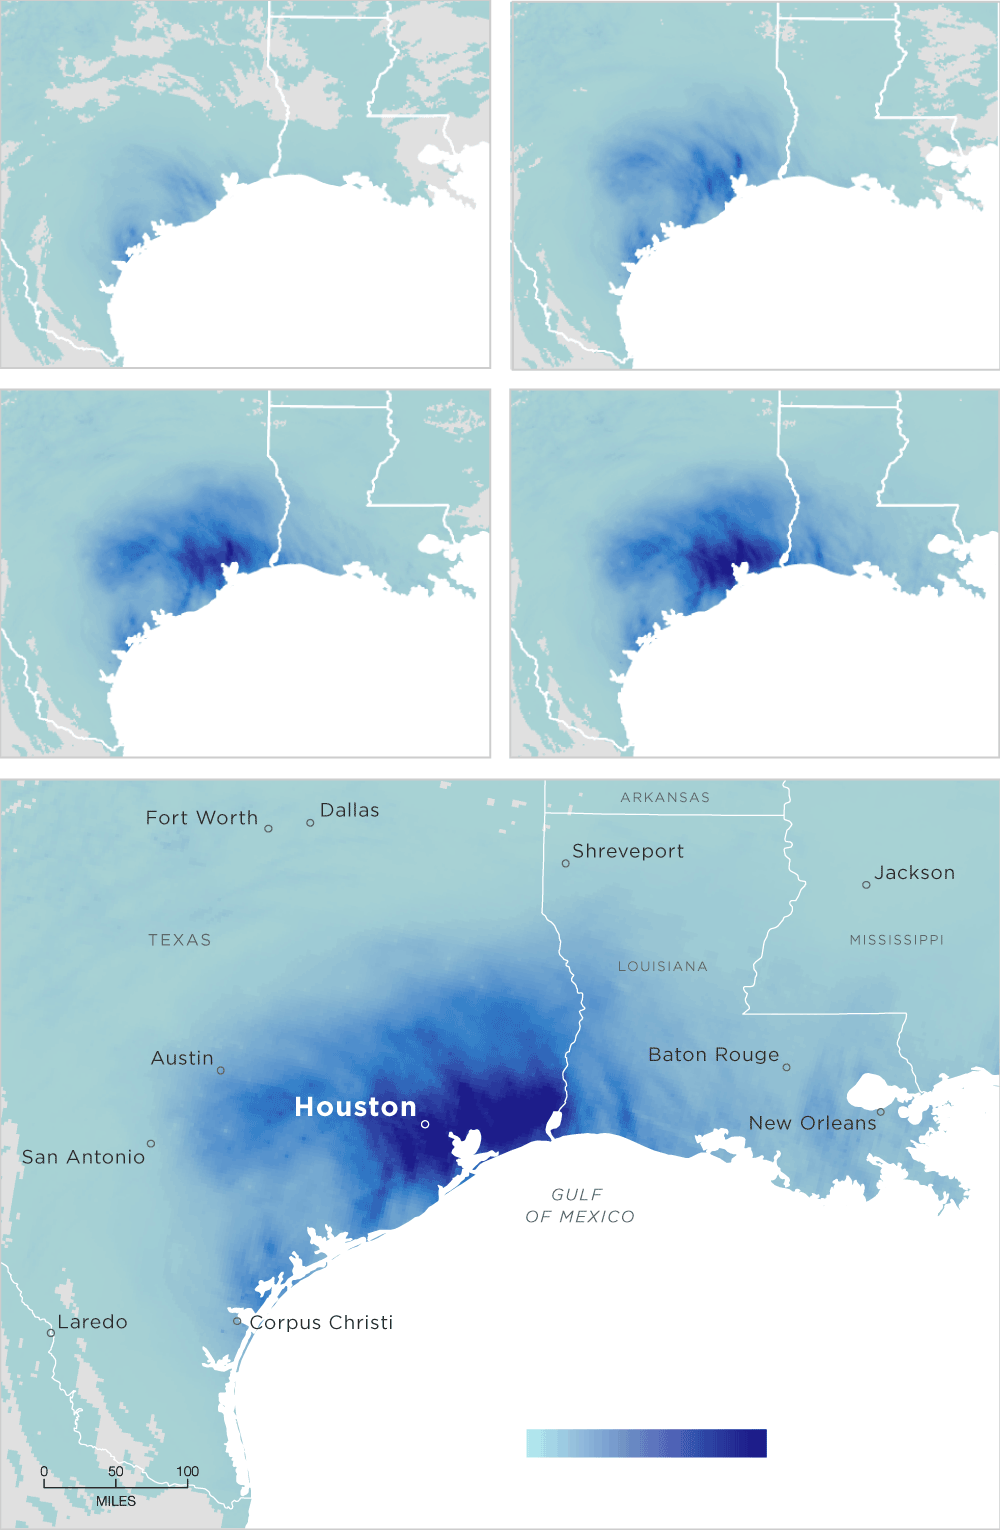 ARKANSAS
Dallas
Fort Worth
Shreveport
Jackson
TEXAS
MISSISSIPPI
LOUISIANA
Austin
Baton Rouge
Houston
New Orleans
San Antonio
GULF
OF MEXICO
Laredo
Corpus Christi
0 50 100
MILES